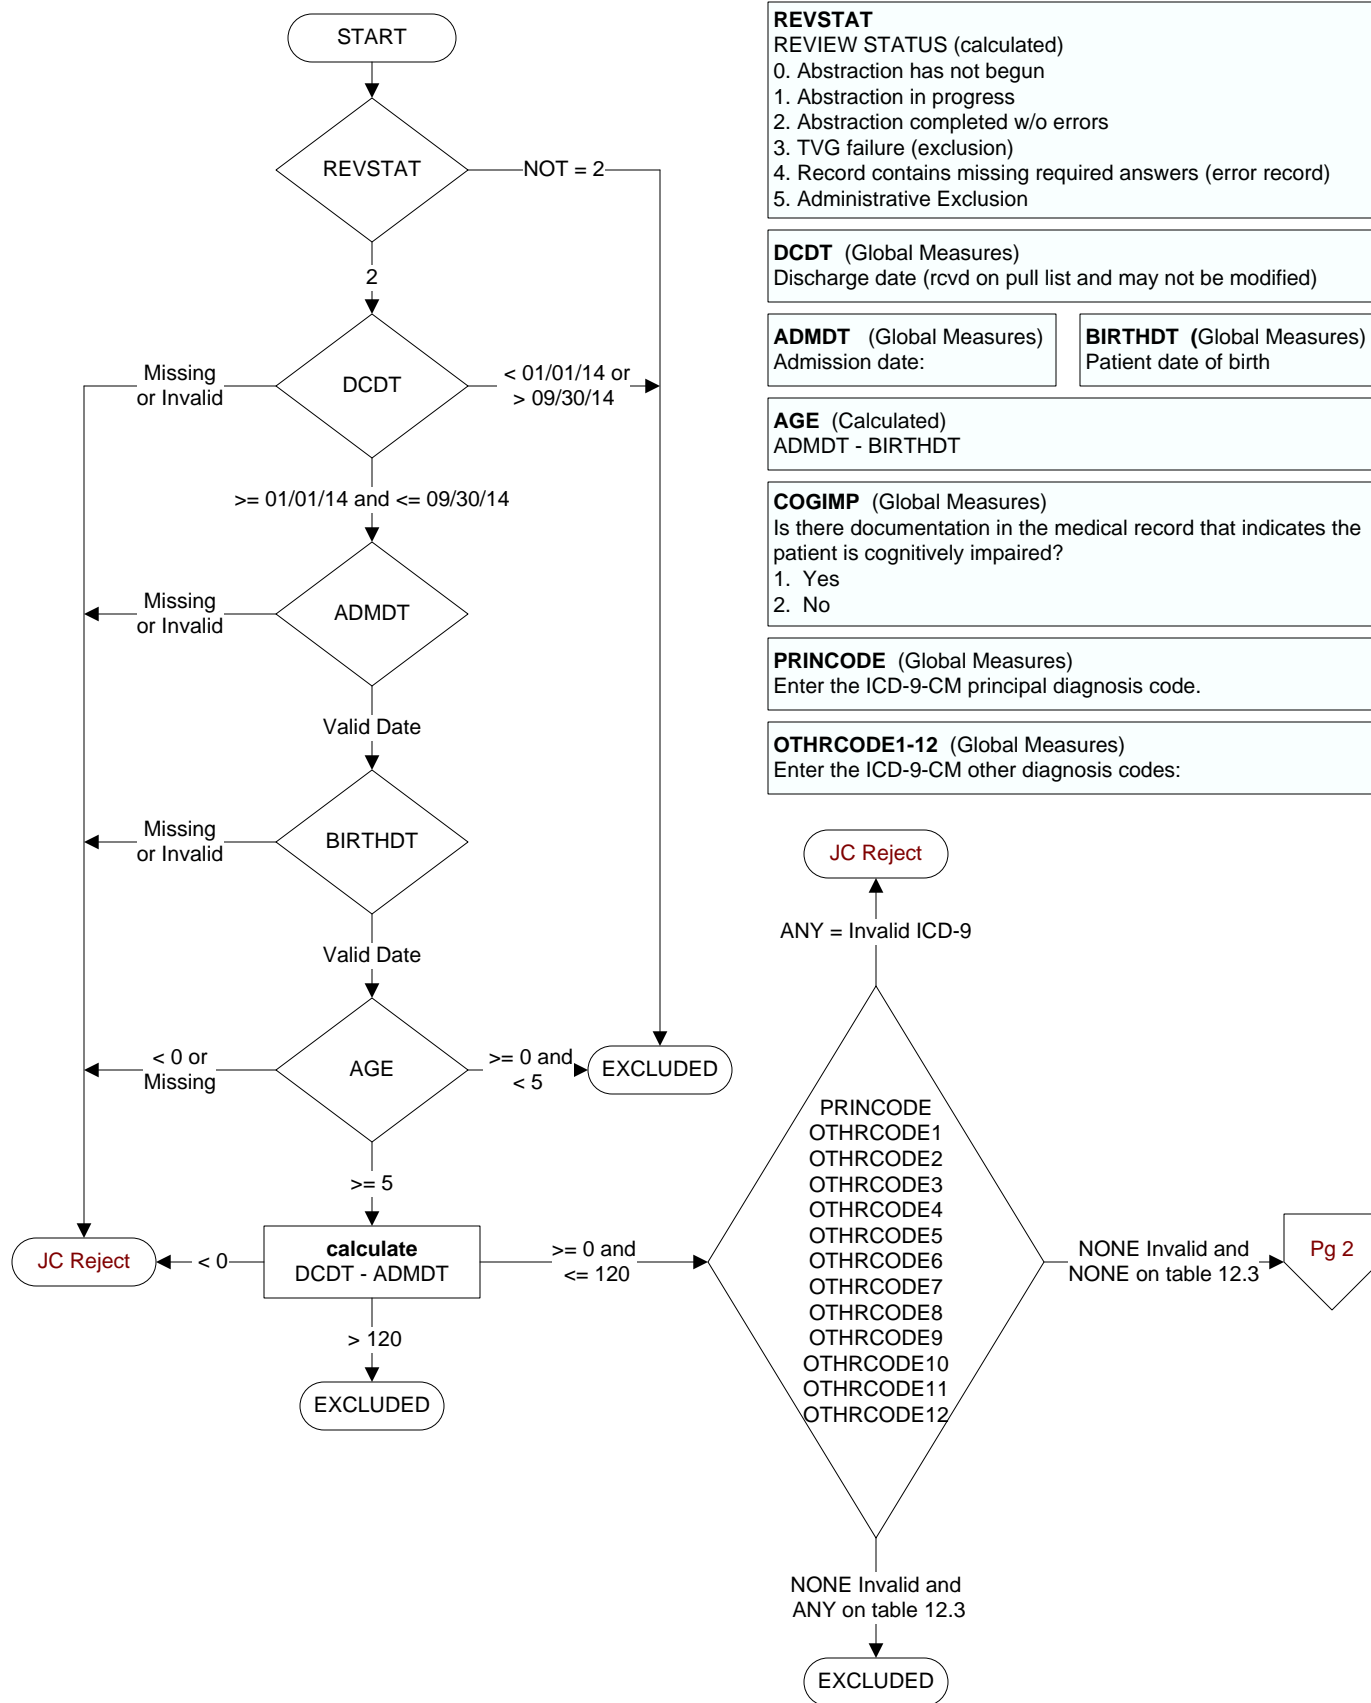 START
REVSTAT
NOT = 2
2
DCDT
Missing
or Invalid
< 01/01/14 or
> 09/30/14
>= 01/01/14 and <= 09/30/14
ADMDT
Missing
or Invalid
Valid Date
BIRTHDT
Missing
or Invalid
Valid Date
AGE
< 0 or
Missing
>= 0 and
< 5
EXCLUDED
>= 5
calculate
DCDT - ADMDT
< 0
JC Reject
>= 0 and
<= 120
> 120
EXCLUDED
REVSTAT
REVIEW STATUS (calculated)
0. Abstraction has not begun
1. Abstraction in progress
2. Abstraction completed w/o errors
3. TVG failure (exclusion)
4. Record contains missing required answers (error record)
5. Administrative Exclusion
DCDT (Global Measures)
Discharge date (rcvd on pull list and may not be modified)
ADMDT (Global Measures)
Admission date:
BIRTHDT (Global Measures)
Patient date of birth
AGE (Calculated)
ADMDT - BIRTHDT
COGIMP (Global Measures)
Is there documentation in the medical record that indicates the
patient is cognitively impaired?
1. Yes
2. No
PRINCODE (Global Measures)
Enter the ICD-9-CM principal diagnosis code.
OTHRCODE1-12 (Global Measures)
Enter the ICD-9-CM other diagnosis codes:
JC Reject
ANY = Invalid ICD-9
PRINCODE
OTHRCODE1
OTHRCODE2
OTHRCODE3
OTHRCODE4
OTHRCODE5
OTHRCODE6
OTHRCODE7
OTHRCODE8
OTHRCODE9
OTHRCODE10
OTHRCODE11
OTHRCODE12
NONE Invalid and
NONE on table 12.3
Pg 2
NONE Invalid and
ANY on table 12.3
EXCLUDED